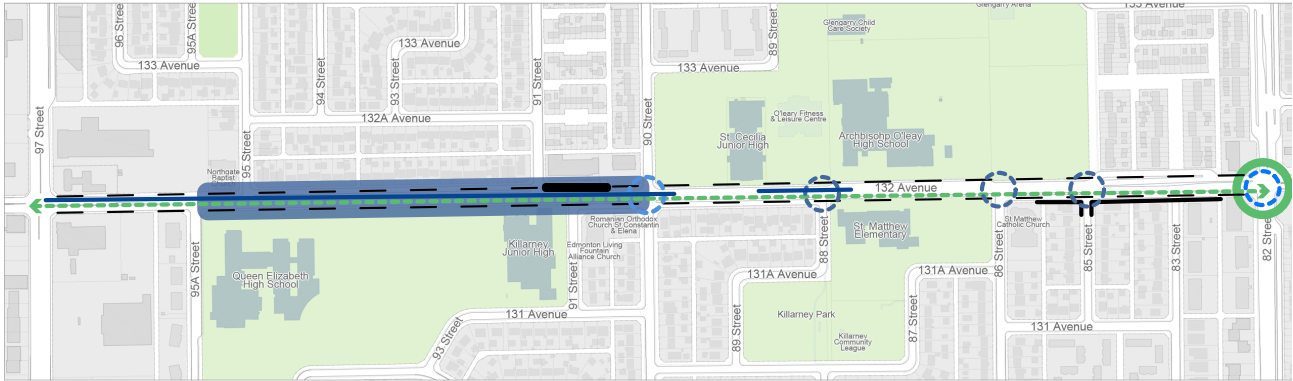 133 Avenue
Glengarry Arena
96 Street
95A Street
133 Avenue
89 Street
Glengarry Child
Care Society
133 Avenue
94 Street
93 Street
91 Street
133 Avenue
97 Street
132A Avenue
90 Street
95 Street
St. Cecilia
Junior High
O'leary Fitness
& Leisure Centre
Archbisohp O'leay
High School
Northgate
Baptist
132 Avenue
Romanian Orthodox
Church St Constantin
& Elena
St. Matthew
Elementary
St Matthew
Catholic Church
82 Street
Killarney
Junior High
Edmonton Living
Fountain
Alliance Church
88 Street
86 Street
85 Street
83 Street
95A Street
Queen Elizabeth
High School
91 Street
131A Avenue
131A Avenue
131 Avenue
93 Street
89 Street
Killarney Park
87 Street
131 Avenue
Killarney
Community
League